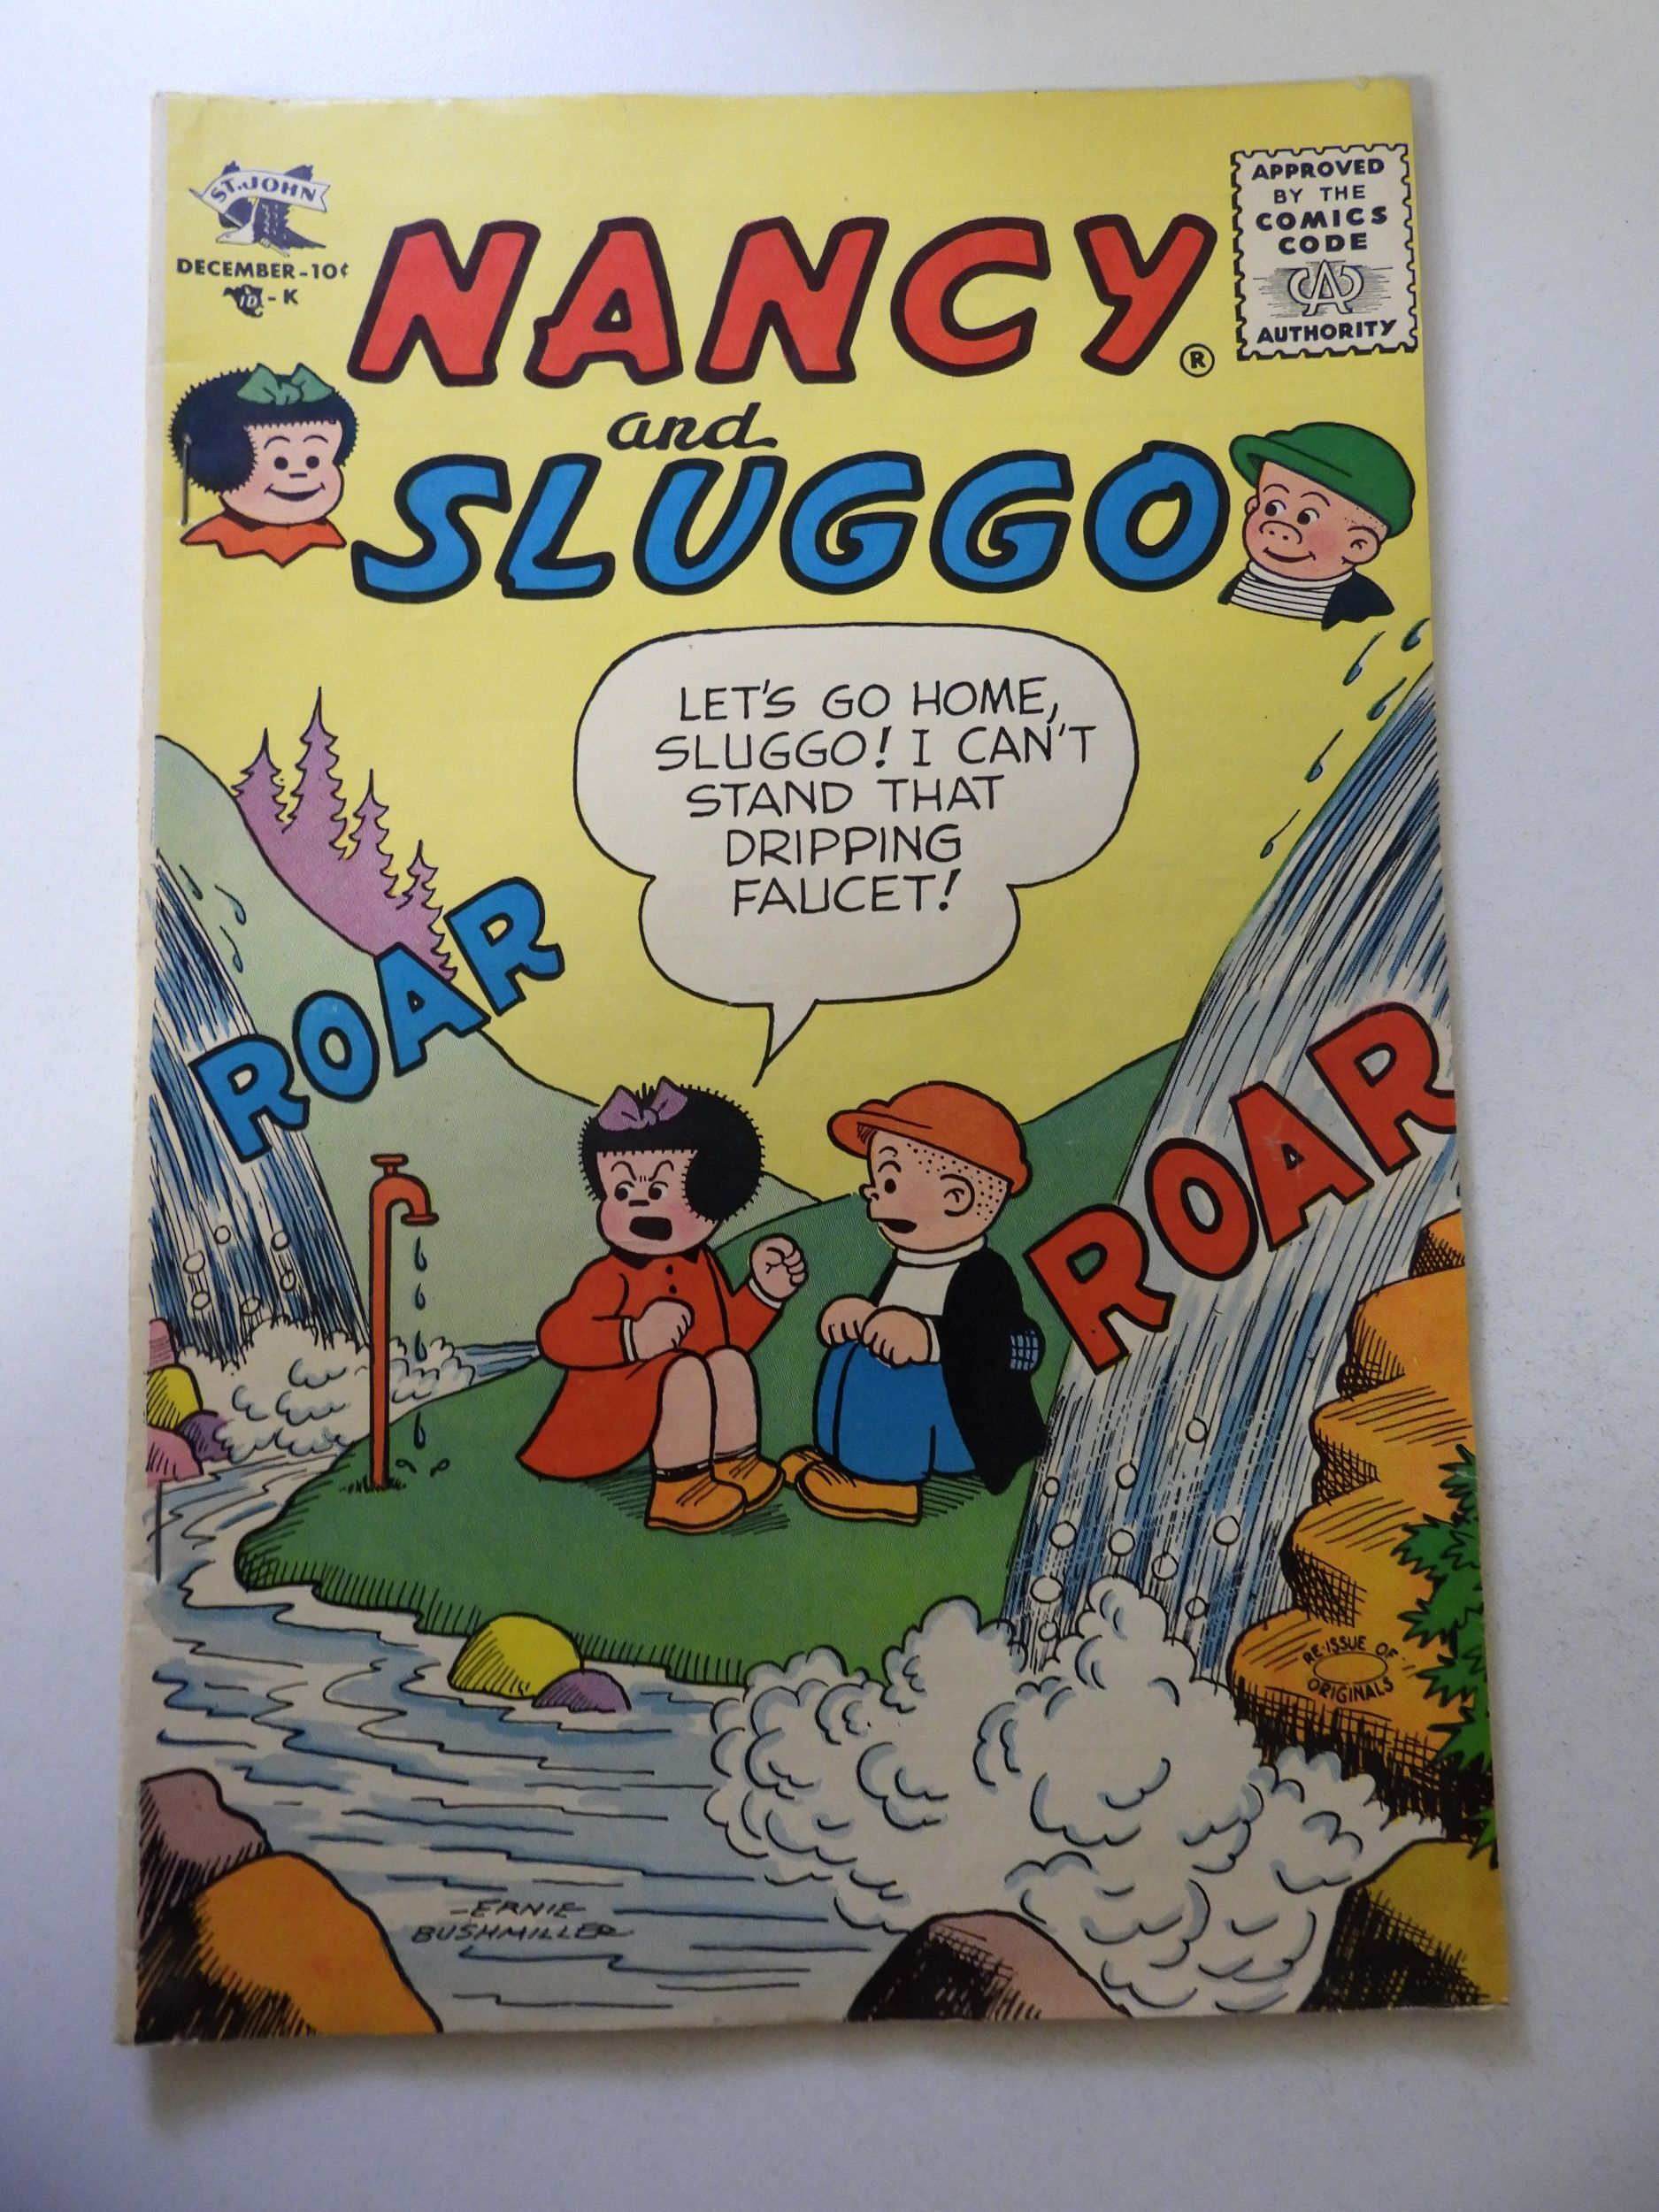 ST. JOHN
DECEMBER-10¢
ID-K
APPROVED
BY THE
COMICS
CODE
CA
AUTHORITY
NANCY®
and
SLUGGO
LET'S GO HOME,
SLUGGO! I CAN'T
STAND THAT
DRIPPING
FAUCET!
ROAR
ROAR
RE-ISSUE OF
ORIGINALS
-ERNIE
BUSHMILLER